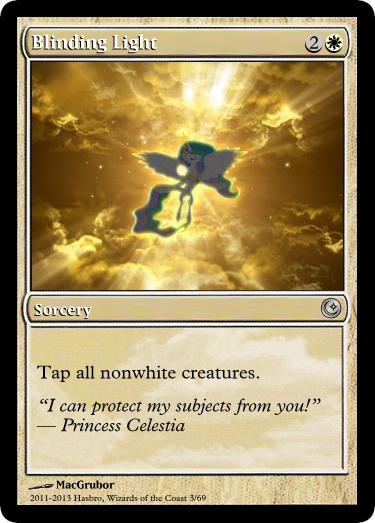 Blinding Light 2
Sorcery
Tap all nonwhite creatures.
“I can protect my subjects from you!”
— Princess Celestia
MacGrubor
2011-2013 Hasbro, Wizards of the Coast 3/69